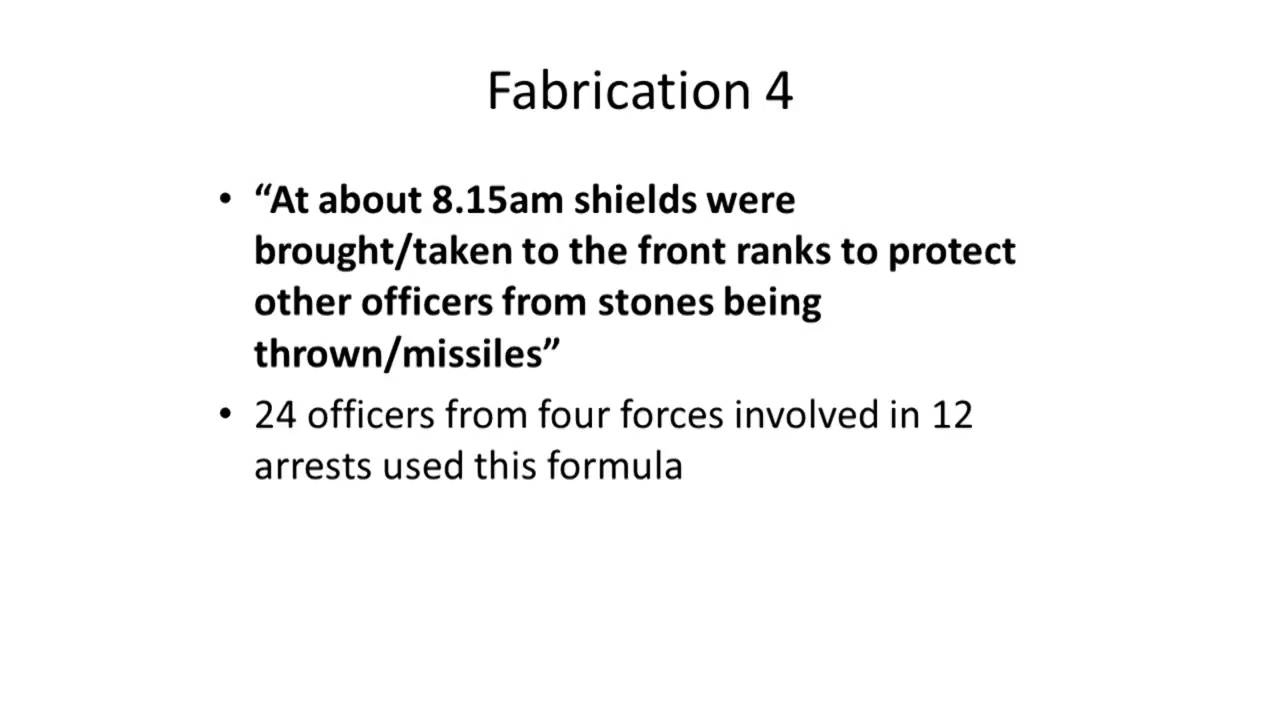 Fabrication 4
• “At about 8.15am shields were
brought/taken to the front ranks to protect
other officers from stones being
thrown/missiles”
• 24 officers from four forces involved in 12
arrests used this formula